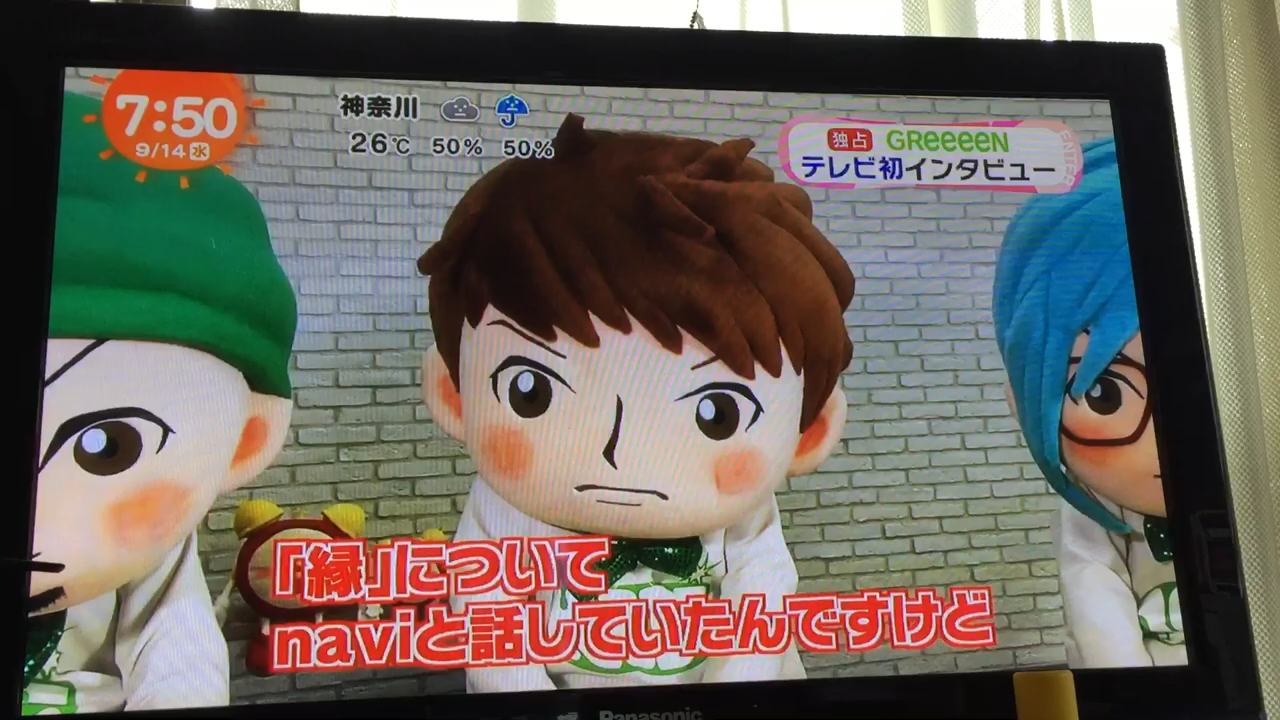 7:50
9/14 水
神奈川
26℃ 50% 50%
独占 GReeeeN
テレビ初インタビュー
ENTER
「縁」について
naviと話していたんですけど
Panasonic